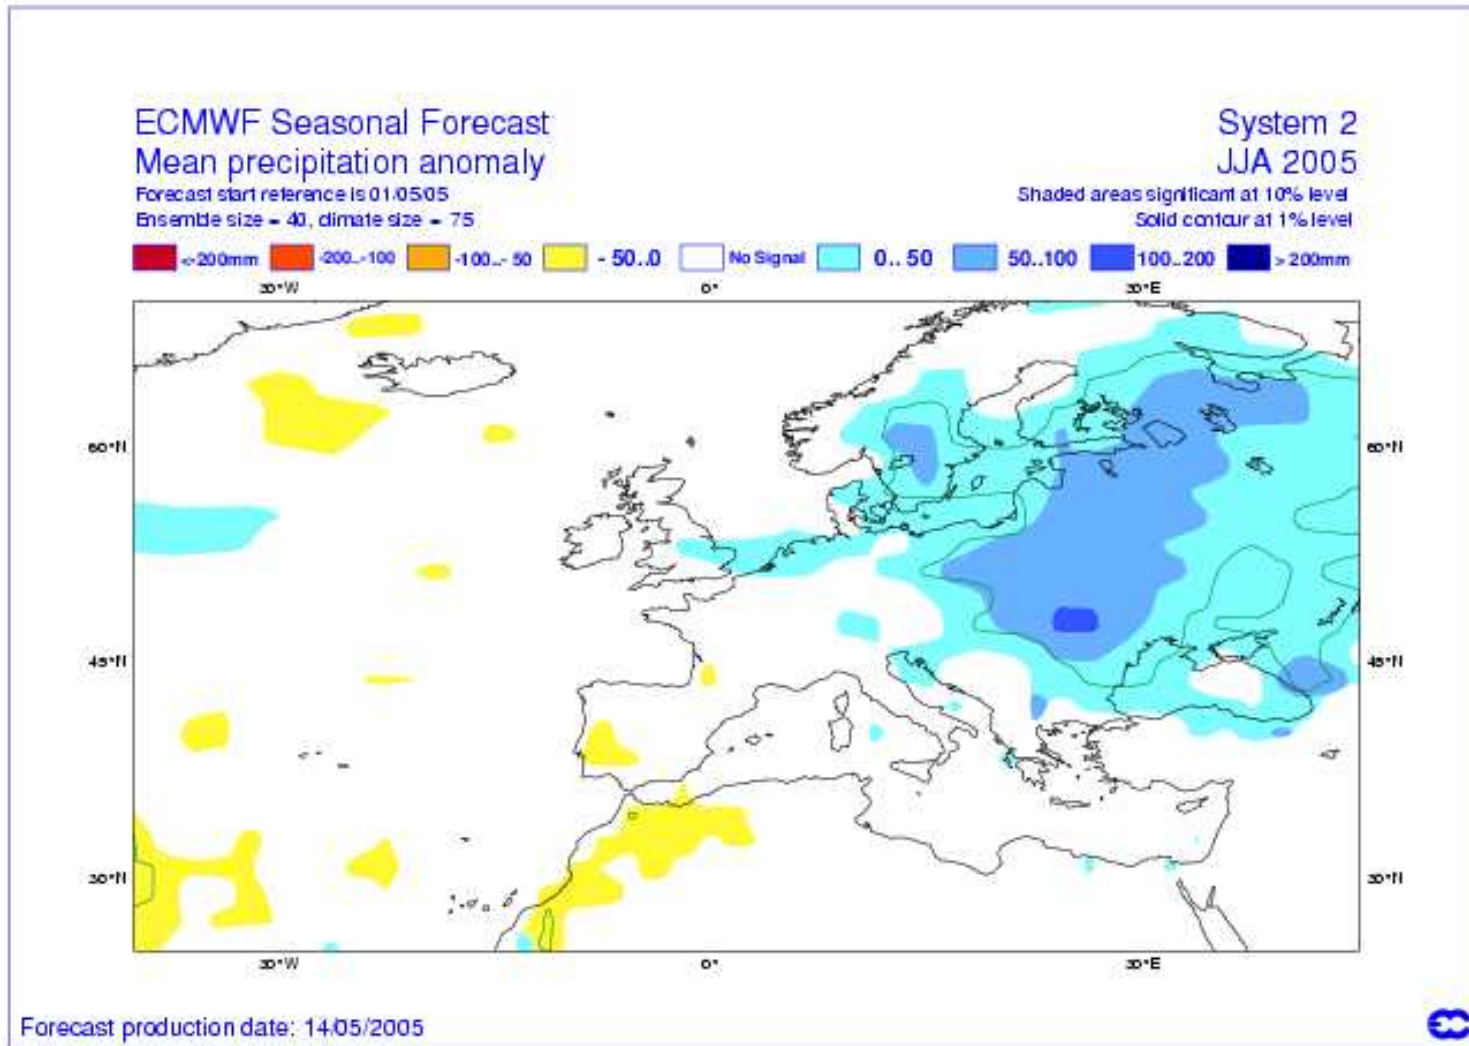 ECMWF Seasonal Forecast
System 2
Mean precipitation anomaly
JJA 2005
Forecast start reference is 01/05/05
Shaded areas significant at 10% level
Ensemble size = 40, climate size = 75
Solid contour at 1% level
<-200mm -200..-100 -100..-50 -50..0 No Signal 0..50 50..100 100..200 > 200mm
30°W 0° 30°E
60°N 60°N
45°N 45°N
30°N 30°N
30°W 0° 30°E
Forecast production date: 14/05/2005